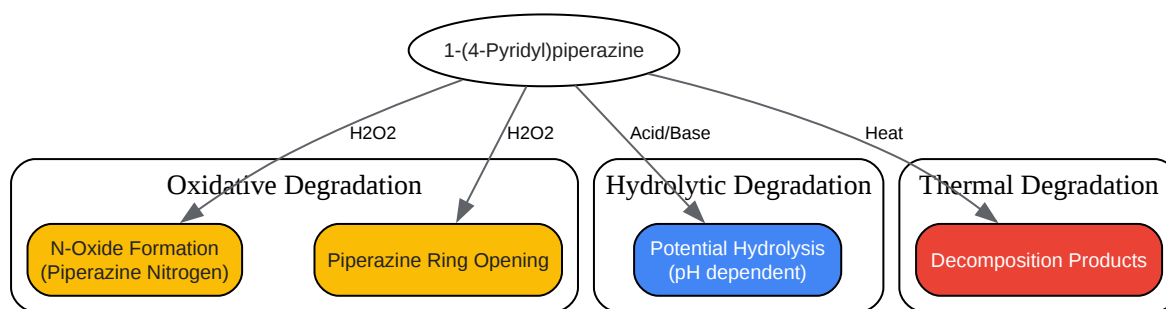 1-(4-Pyridyl)piperazine
H2O2
H2O2
Acid/Base
Heat
Oxidative Degradation
Hydrolytic Degradation
Thermal Degradation
N-Oxide Formation
(Piperazine Nitrogen)
Piperazine Ring Opening
Potential Hydrolysis
(pH dependent)
Decomposition Products